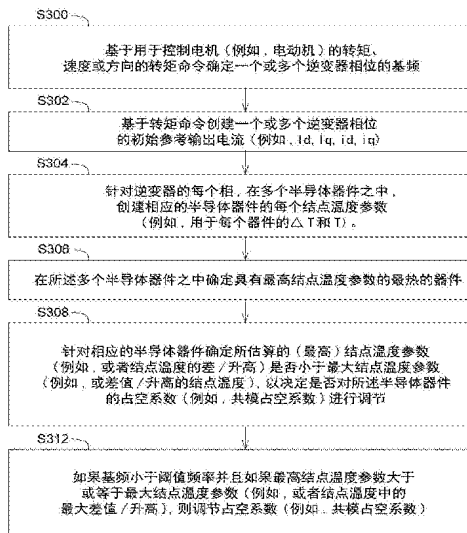 S300
基于用于控制电机（例如，电动机）的转矩、
速度或方向的转矩命令确定一个或多个逆变器相位的基频
S302
基于转矩命令创建一个或多个逆变器相位
的初始参考输出电流（例如，Id, Iq, id, iq)
S304
针对逆变器的每个相，在多个半导体器件之中，
创建相应的半导体器件的每个结点温度参数
（例如，用于每个器件的△T和T）。
S308
在所述多个半导体器件之中确定具有最高结点温度参数的最热的器件
S308
针对相应的半导体器件确定所估算的（最高）结点温度参数
（例如，或者结点温度的差/升高）是否小于最大结点温度参数
（例如，或差值/升高的结点温度），以决定是否对所述半导体器件
的占空系数（例如，共模占空系数）进行调节
S312
如果基频小于阈值频率并且如果最高结点温度参数大于
或等于最大结点温度参数（例如，或者结点温度中的
最大差值/升高），则调节占空系数（例如，共模占空系数）